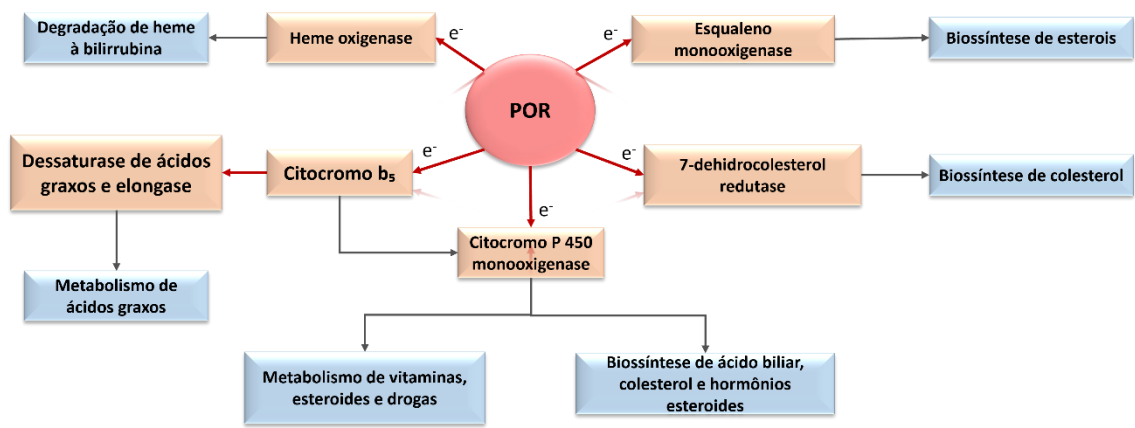 Degradação de heme
à bilirrubina
Heme oxigenase
e-
e-
Esqualeno
monooxigenase
Biossíntese de esterois
POR
Dessaturase de ácidos
graxos e elongase
Citocromo b₅
e-
e-
7-dehidrocolesterol
redutase
Biossíntese de colesterol
e-
Citocromo P 450
monooxigenase
Metabolismo de
ácidos graxos
Metabolismo de vitaminas,
esteroides e drogas
Biossíntese de ácido biliar,
colesterol e hormônios
esteroides